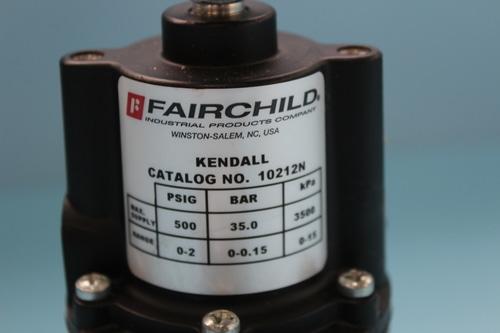 FAIRCHILD®
INDUSTRIAL PRODUCTS COMPANY
WINSTON-SALEM, NC, USA
KENDALL
CATALOG NO. 10212N
PSIG BAR kPa
MAX. SUPPLY 500 35.0 3500
RANGE 0-2 0-0.15 0-15